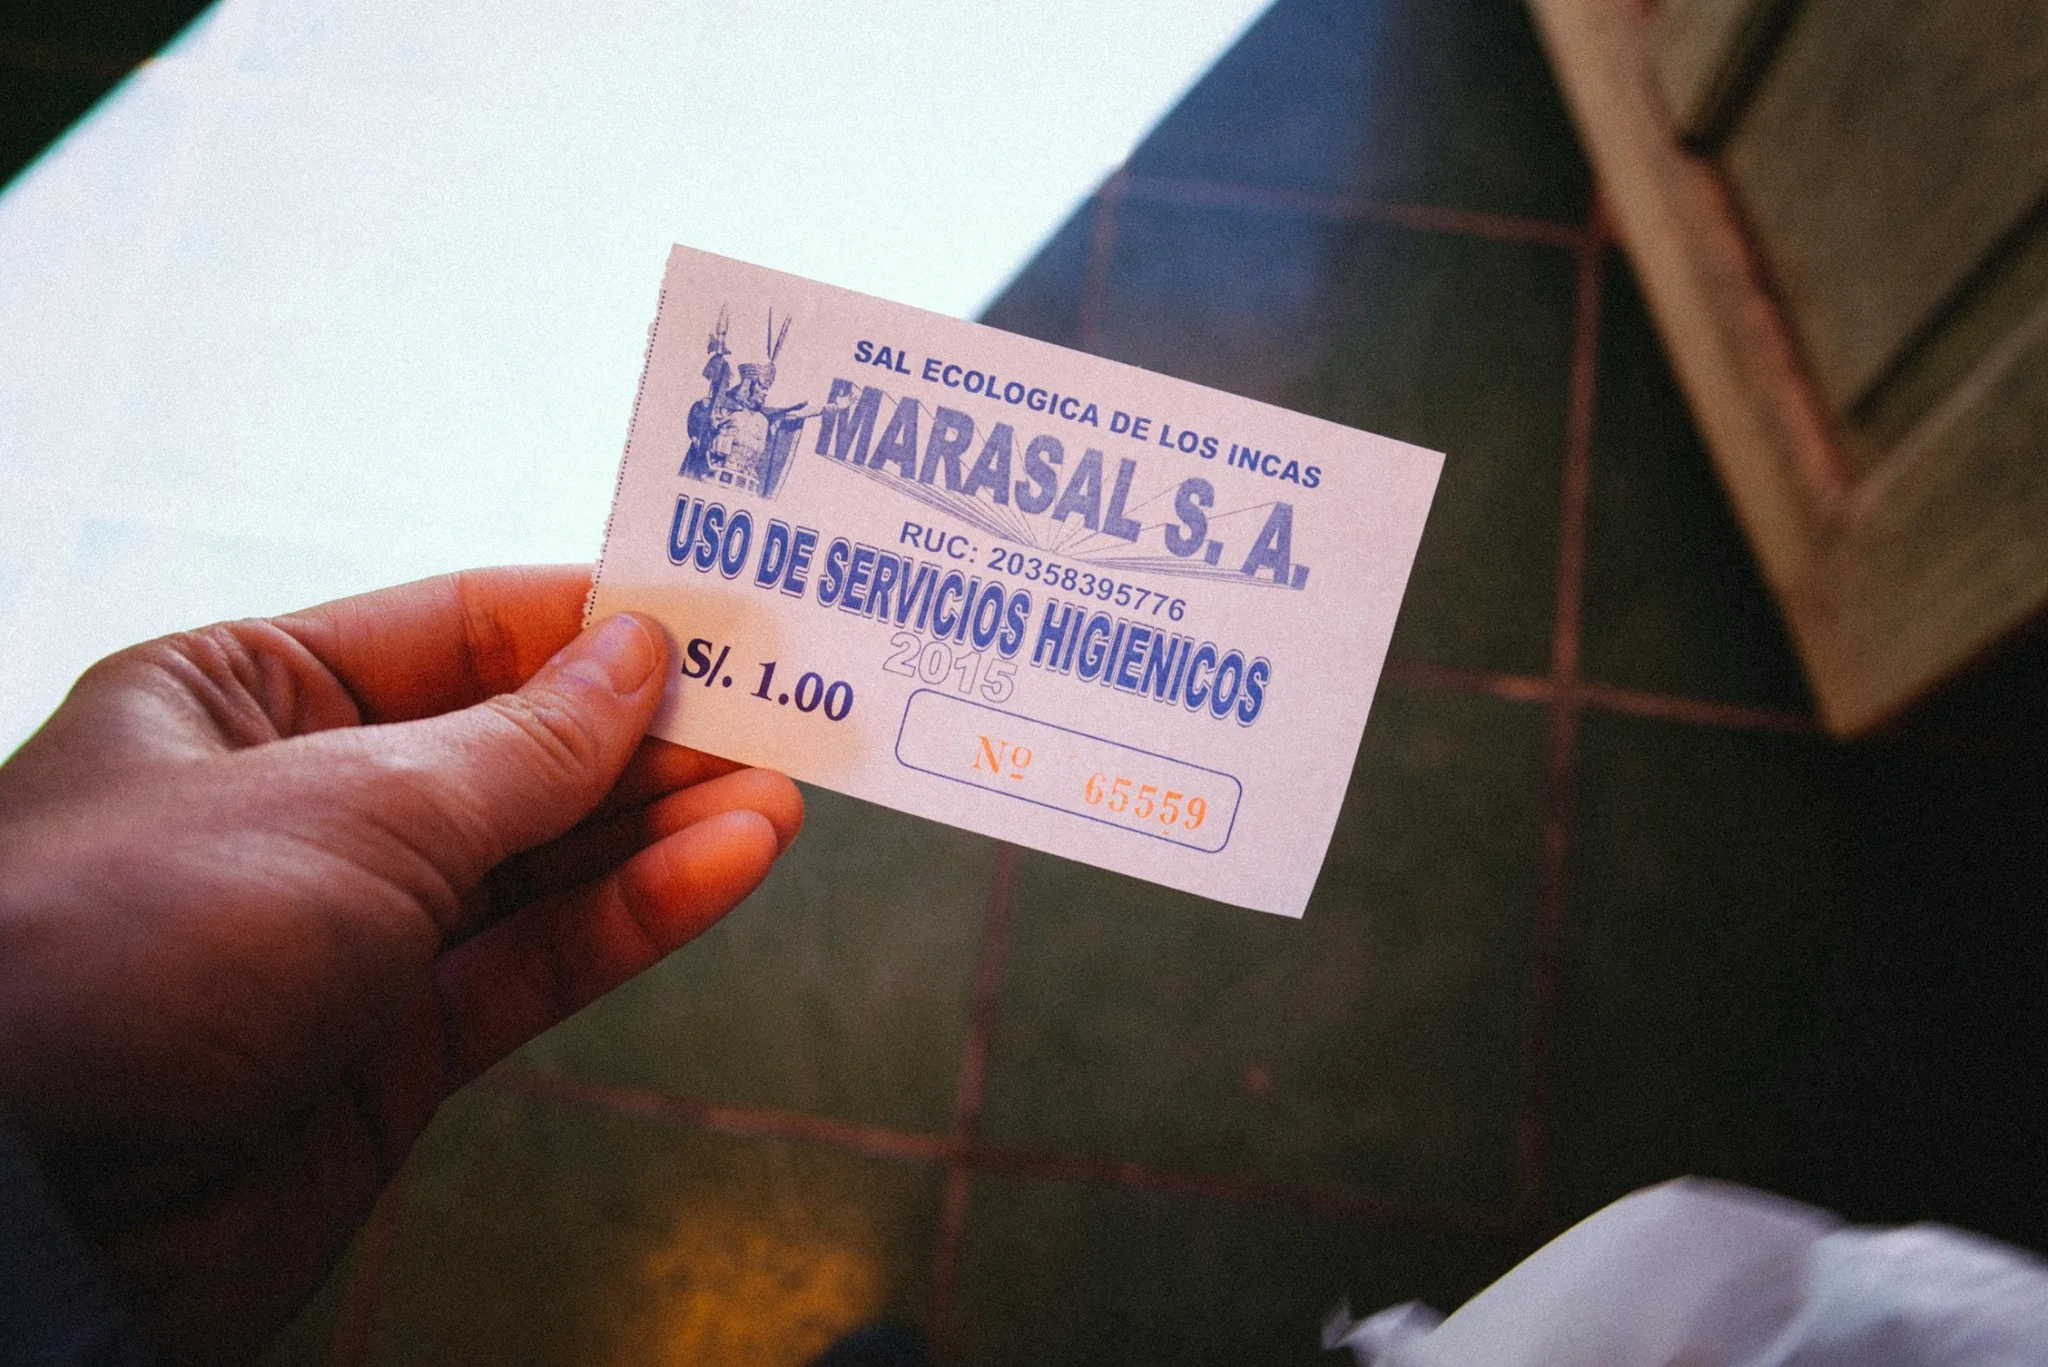 SAL ECOLOGICA DE LOS INCAS
MARASAL S. A.
RUC: 20358395776
USO DE SERVICIOS HIGIENICOS
2015
S/. 1.00
Nº 65559